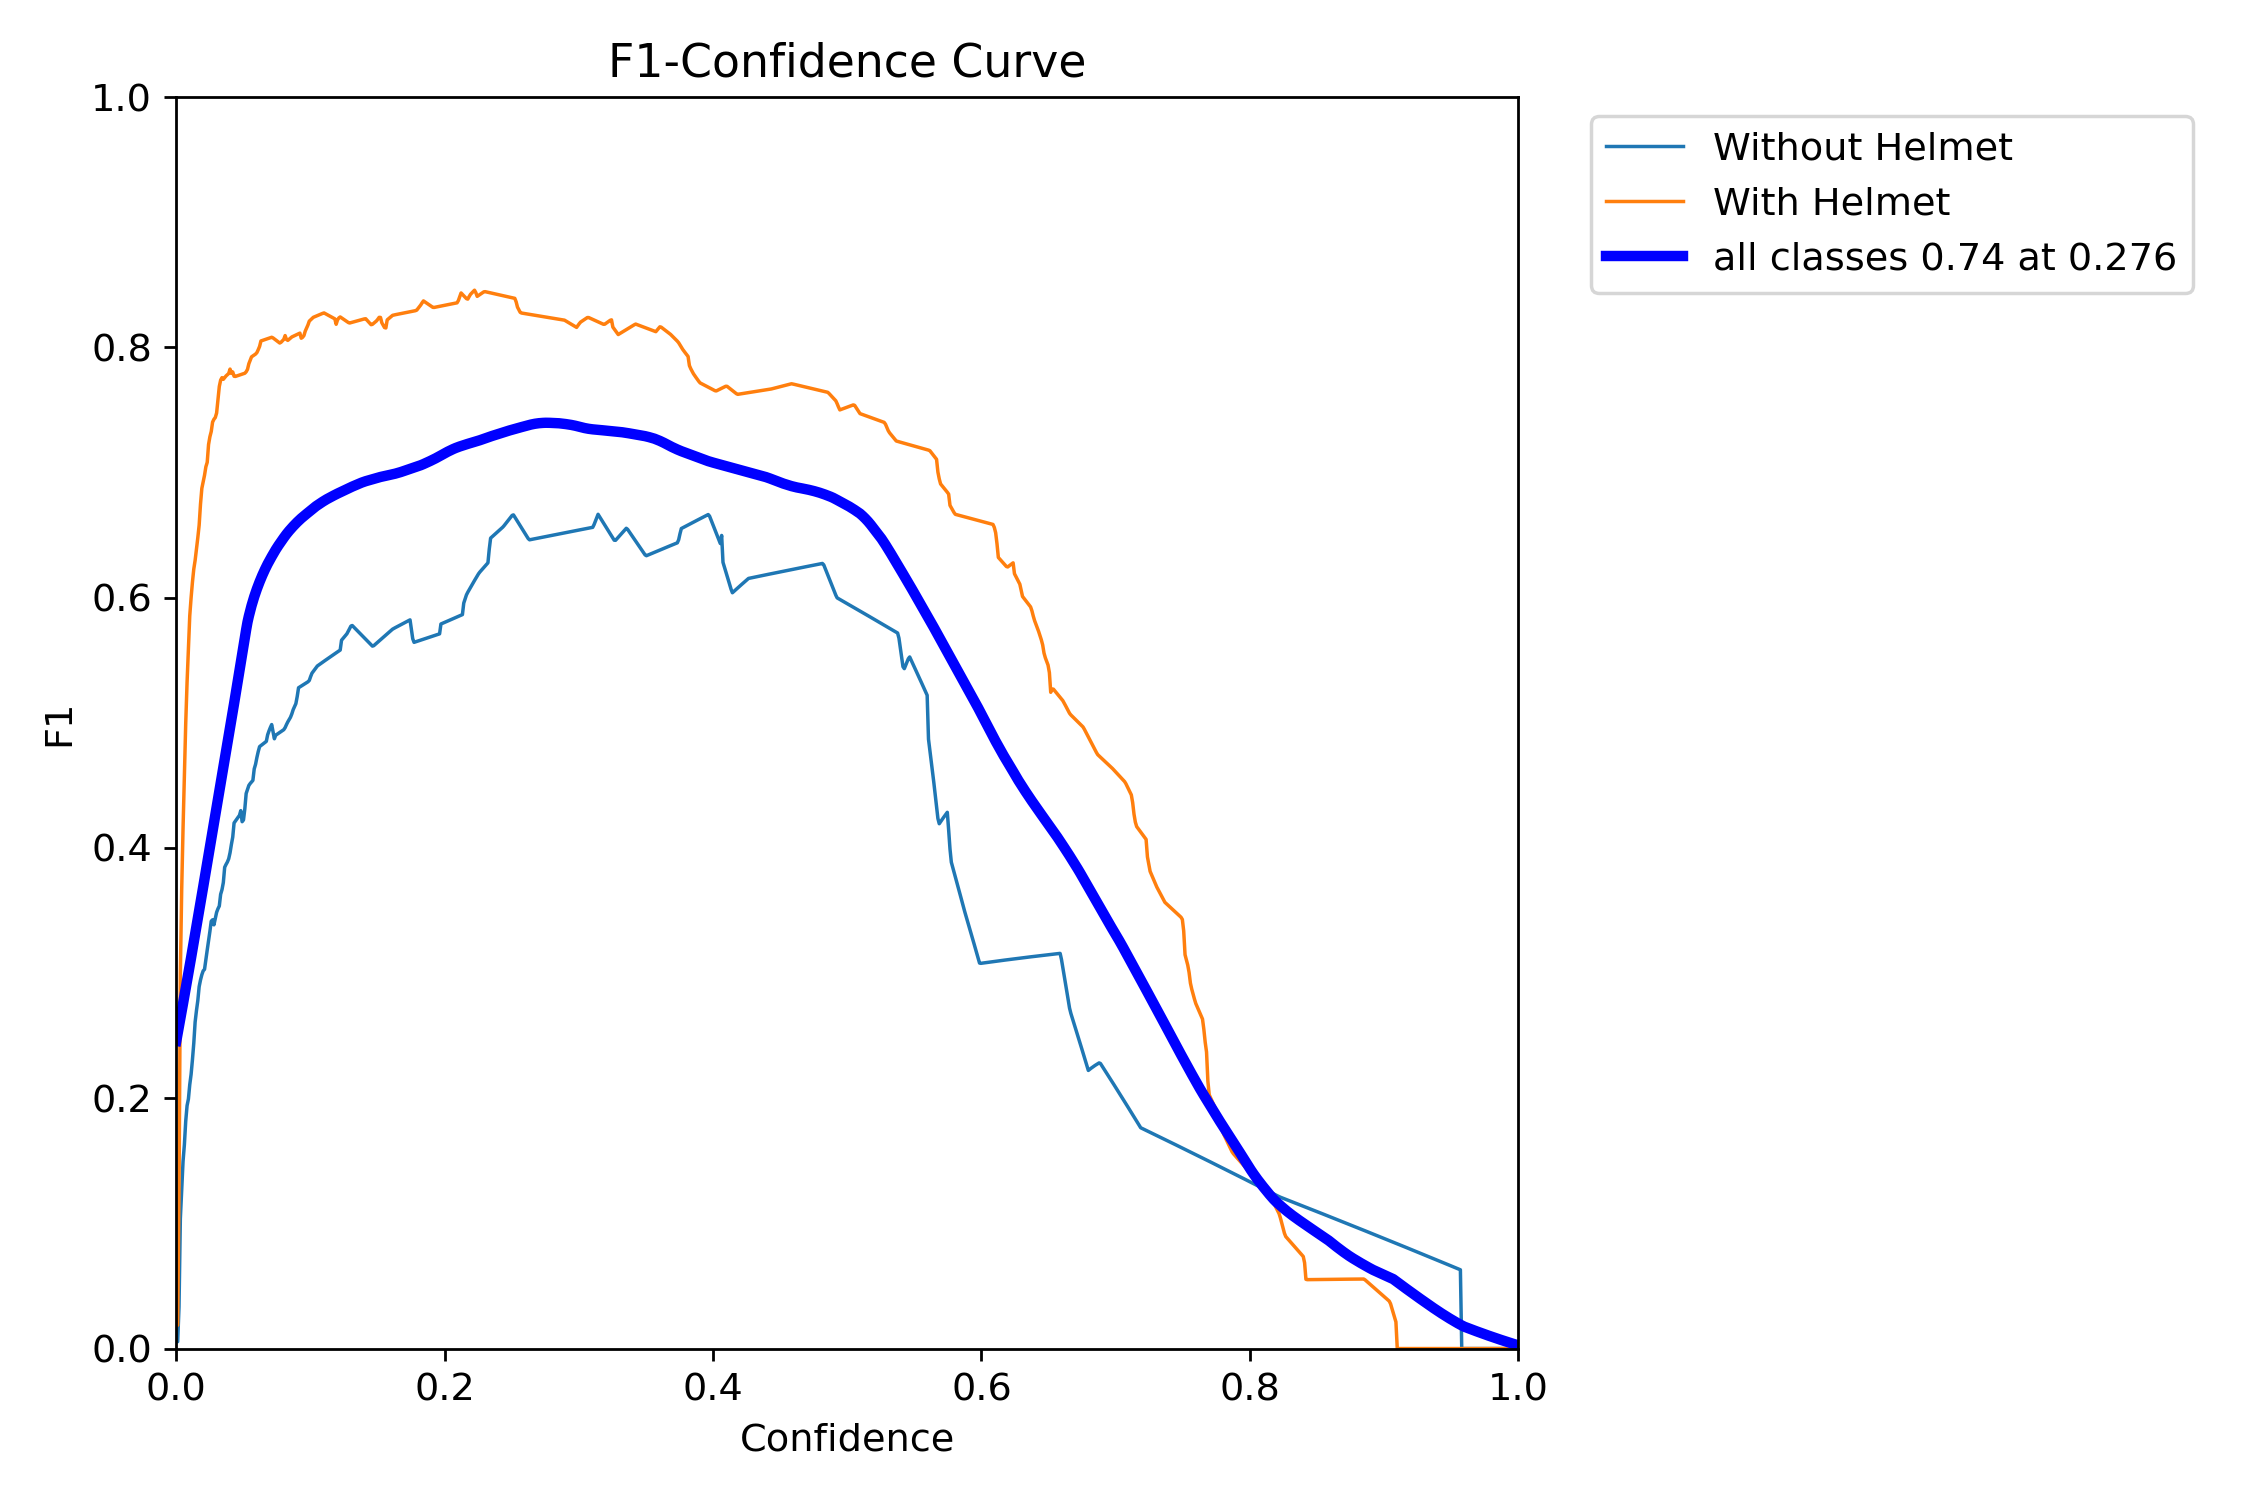 F1-Confidence Curve
1.0
0.8
0.6
0.4
0.2
0.0
F1
0.0 0.2 0.4 0.6 0.8 1.0
Confidence
Without Helmet
With Helmet
all classes 0.74 at 0.276